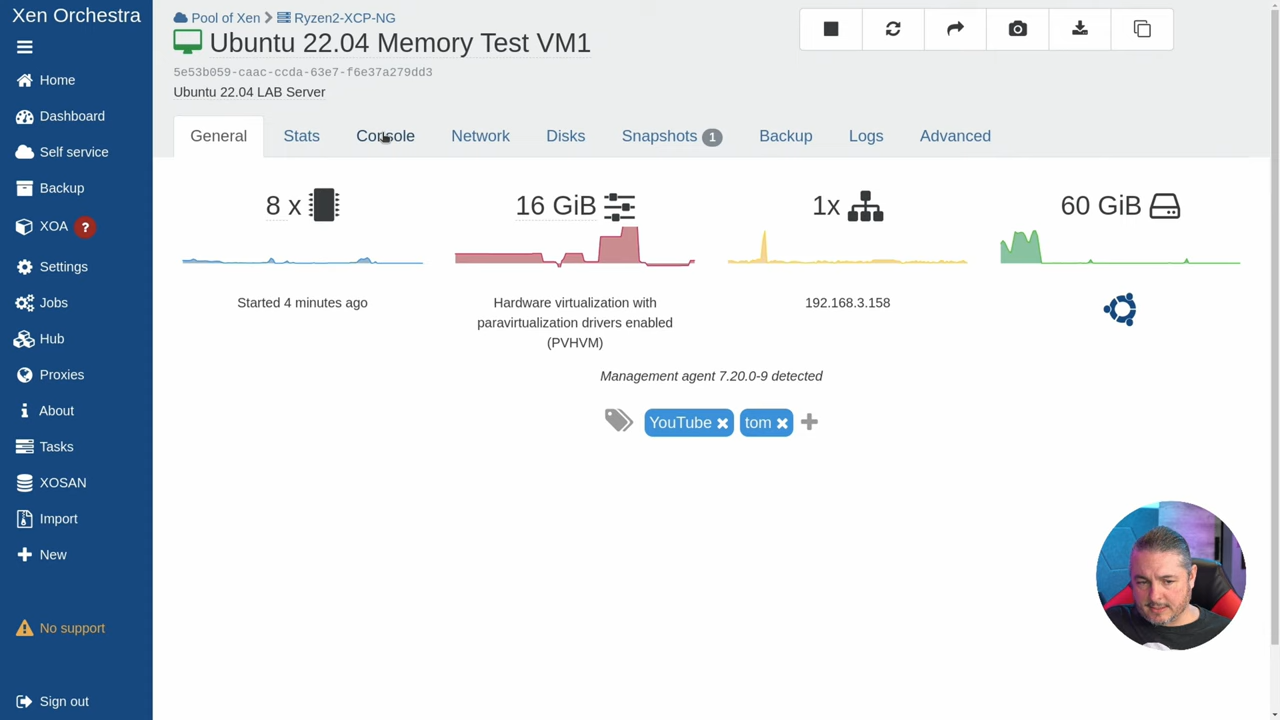 Xen Orchestra
Home
Dashboard
Self service
Backup
XOA ?
Settings
Jobs
Hub
Proxies
About
Tasks
XOSAN
Import
New
No support
Sign out
Pool of Xen Ryzen2-XCP-NG
Ubuntu 22.04 Memory Test VM1
5e53b059-caac-ccda-63e7-f6e37a279dd3
Ubuntu 22.04 LAB Server
General Stats Console Network Disks Snapshots 1 Backup Logs Advanced
8 x 16 GiB 1x 60 GiB
Started 4 minutes ago
Hardware virtualization with
paravirtualization drivers enabled
(PVHVM)
192.168.3.158
Management agent 7.20.0-9 detected
YouTube tom